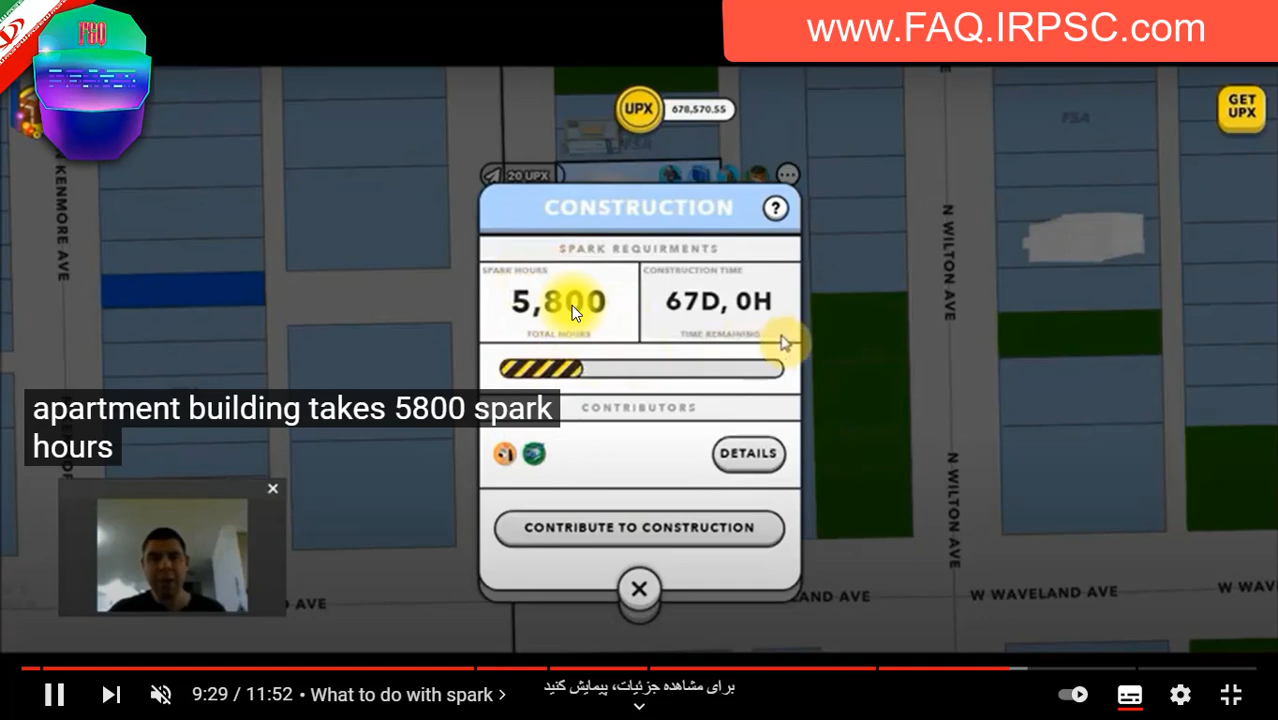 FSQ
www.FAQ.IRPSC.com
UPX 678,570.55
GET
UPX
FSA
FSA
20 UPX
N KENMORE AVE
CONSTRUCTION ?
SPARK REQUIRMENTS
SPARK HOURS
5,800
TOTAL HOURS
CONSTRUCTION TIME
67D, 0H
TIME REMAINING
CONTRIBUTORS
DETAILS
CONTRIBUTE TO CONSTRUCTION
N WILTON AVE
N WILTON AVE
apartment building takes 5800 spark
hours
AVE
AND AVE
W WAVELAND AVE
W WAV
9:29 / 11:52 • What to do with spark
برای مشاهده جزئیات، پیمایش کنید